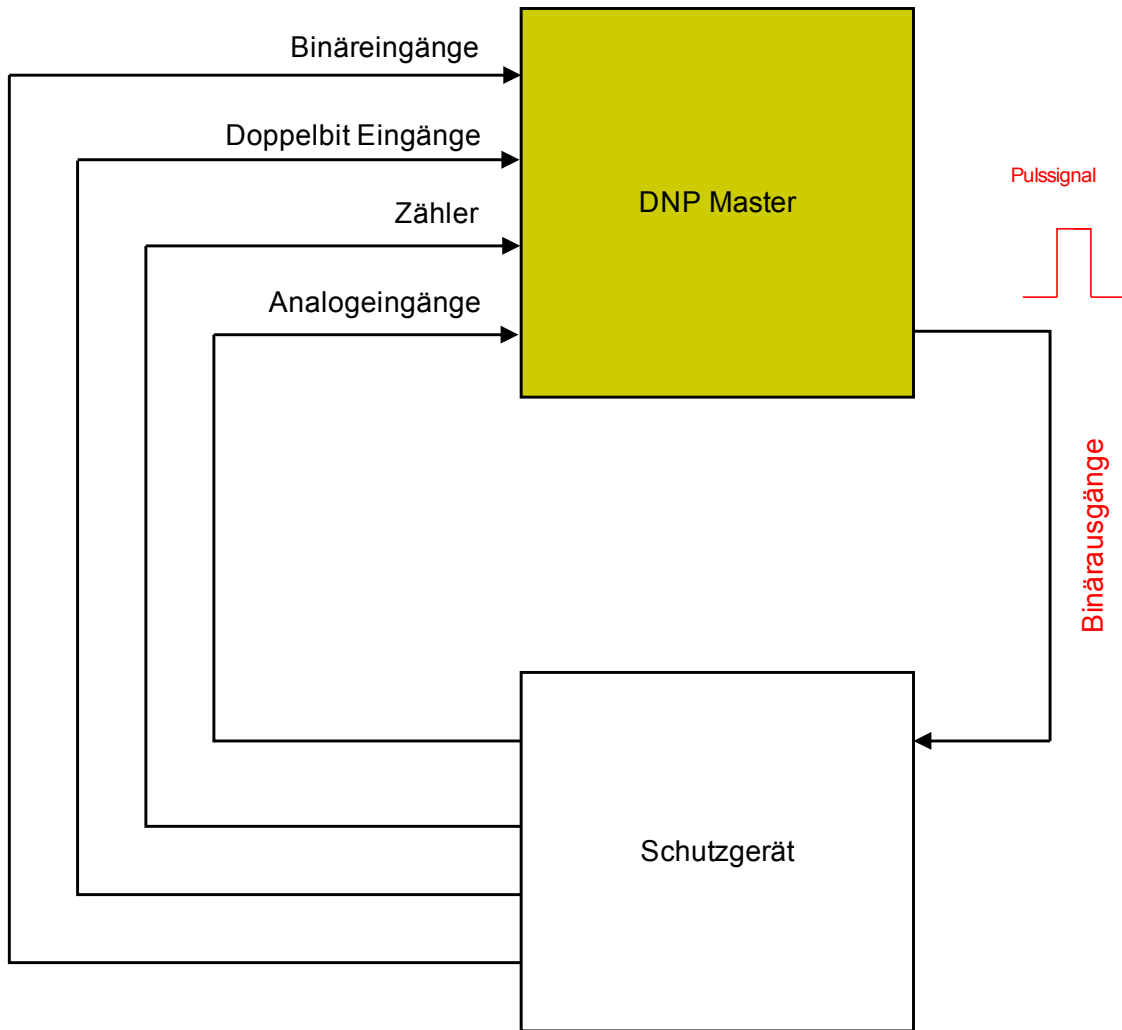 Binäreingänge
Doppelbit Eingänge
Zähler
Analogeingänge
DNP Master
Pulssignal
Binärausgänge
Schutzgerät